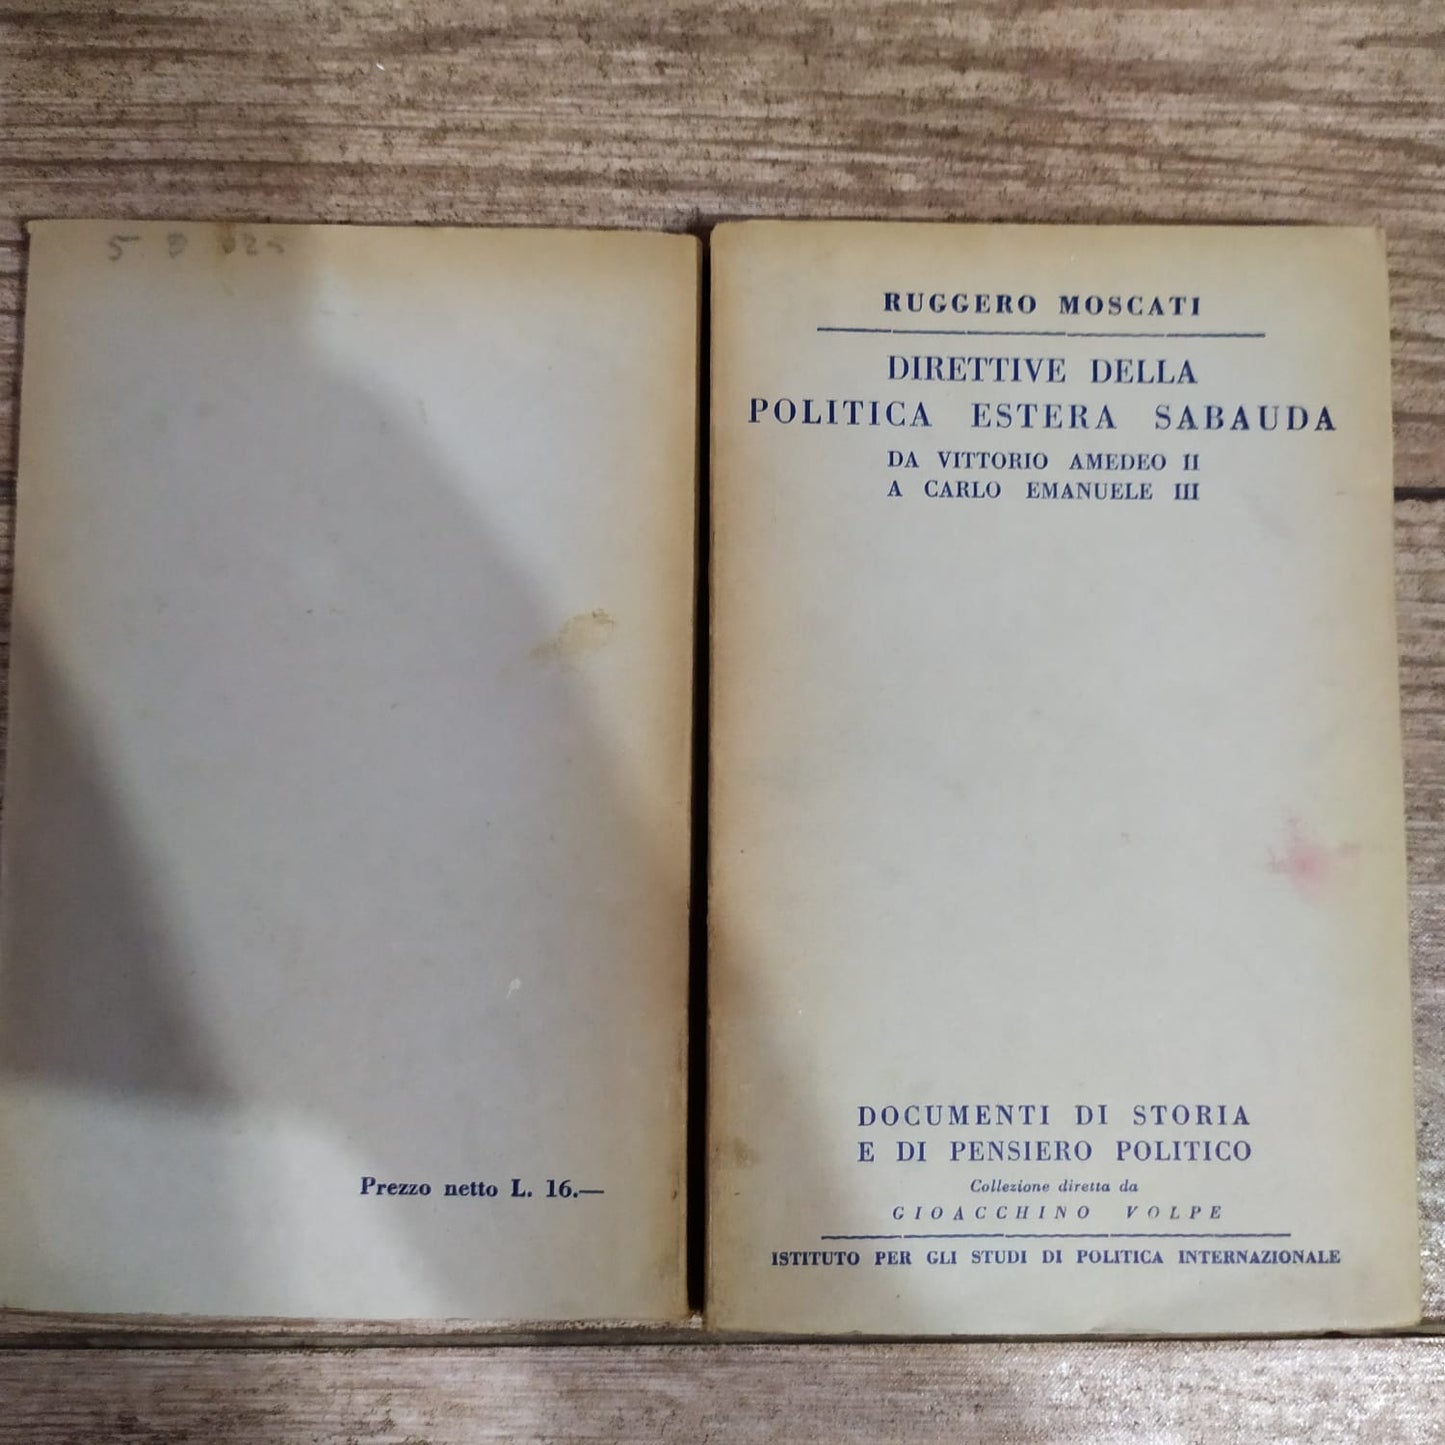 Prezzo netto L. 16.—
RUGGERO MOSCATI
DIRETTIVE DELLA
POLITICA ESTERA SABAUDA
DA VITTORIO AMEDEO II
A CARLO EMANUELE III
DOCUMENTI DI STORIA
E DI PENSIERO POLITICO
Collezione diretta da
GIOACCHINO VOLPE
ISTITUTO PER GLI STUDI DI POLITICA INTERNAZIONALE